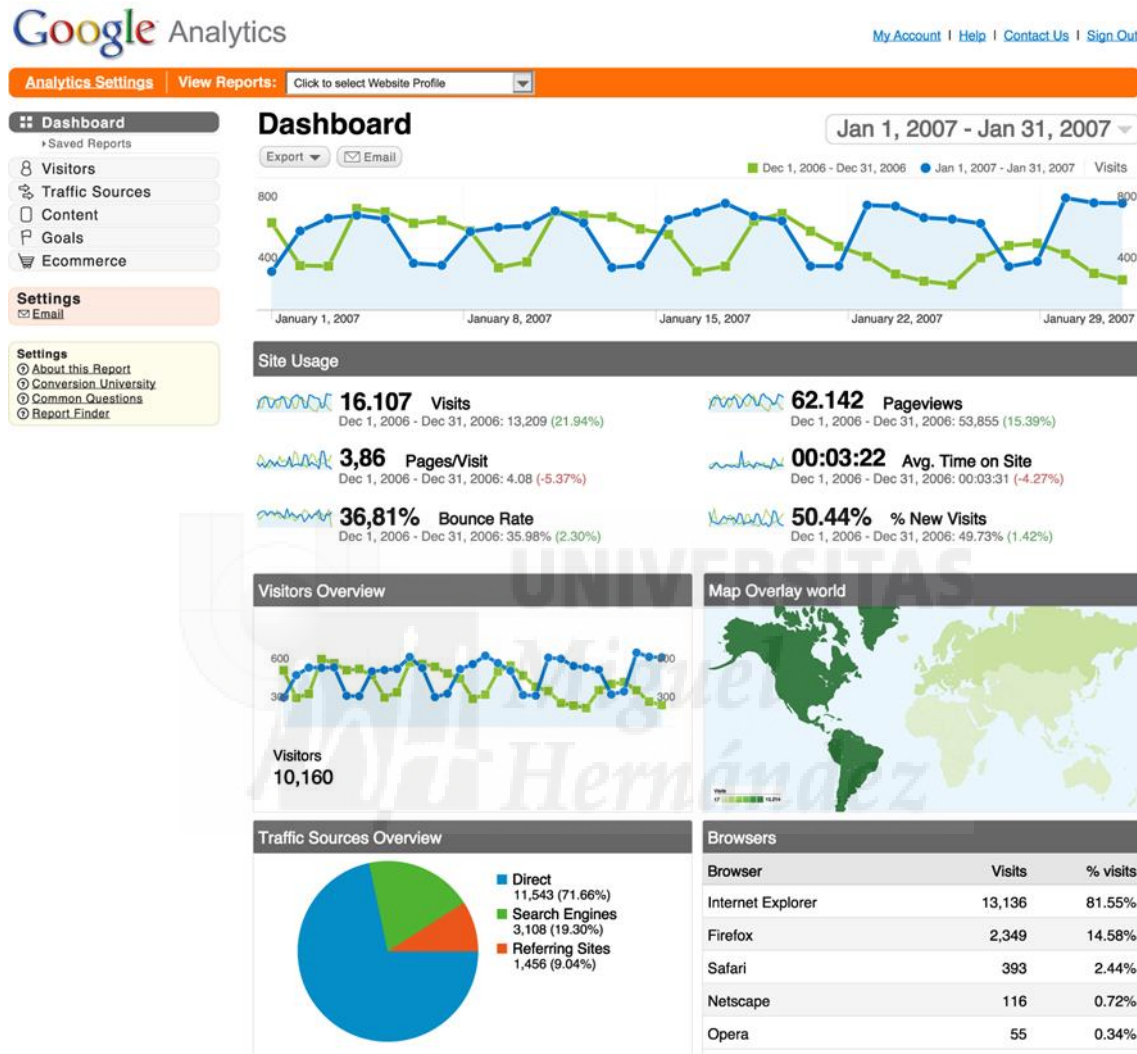 Google Analytics
My Account | Help | Contact Us | Sign Out
Analytics Settings | View Reports: Click to select Website Profile
Dashboard
Saved Reports
Visitors
Traffic Sources
Content
Goals
Ecommerce
Settings
Email
Settings
About this Report
Conversion University
Common Questions
Report Finder
Dashboard
Jan 1, 2007 - Jan 31, 2007
Export Email
Dec 1, 2006 - Dec 31, 2006 Jan 1, 2007 - Jan 31, 2007 Visits
800 800
400 400
January 1, 2007 January 8, 2007 January 15, 2007 January 22, 2007 January 29, 2007
Site Usage
16.107 Visits
Dec 1, 2006 - Dec 31, 2006: 13,209 (21.94%)
62.142 Pageviews
Dec 1, 2006 - Dec 31, 2006: 53,855 (15.39%)
3,86 Pages/Visit
Dec 1, 2006 - Dec 31, 2006: 4.08 (-5.37%)
00:03:22 Avg. Time on Site
Dec 1, 2006 - Dec 31, 2006: 00:03:31 (-4.27%)
36,81% Bounce Rate
Dec 1, 2006 - Dec 31, 2006: 35.98% (2.30%)
50.44% % New Visits
Dec 1, 2006 - Dec 31, 2006: 49.73% (1.42%)
UNIVERSITAS
Miguel
Hernández
Visitors Overview
600 600
300 300
Visitors
10,160
Map Overlay world
Visits
Traffic Sources Overview
Direct
11,543 (71.66%)
Search Engines
3,108 (19.30%)
Referring Sites
1,456 (9.04%)
Browsers
Browser Visits % visits
Internet Explorer 13,136 81.55%
Firefox 2,349 14.58%
Safari 393 2.44%
Netscape 116 0.72%
Opera 55 0.34%